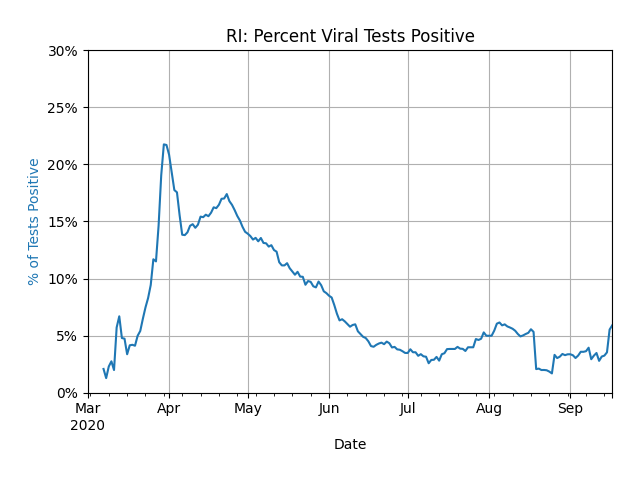 RI: Percent Viral Tests Positive
30%
25%
20%
15%
10%
5%
0%
% of Tests Positive
Mar Apr May Jun Jul Aug Sep
2020
Date